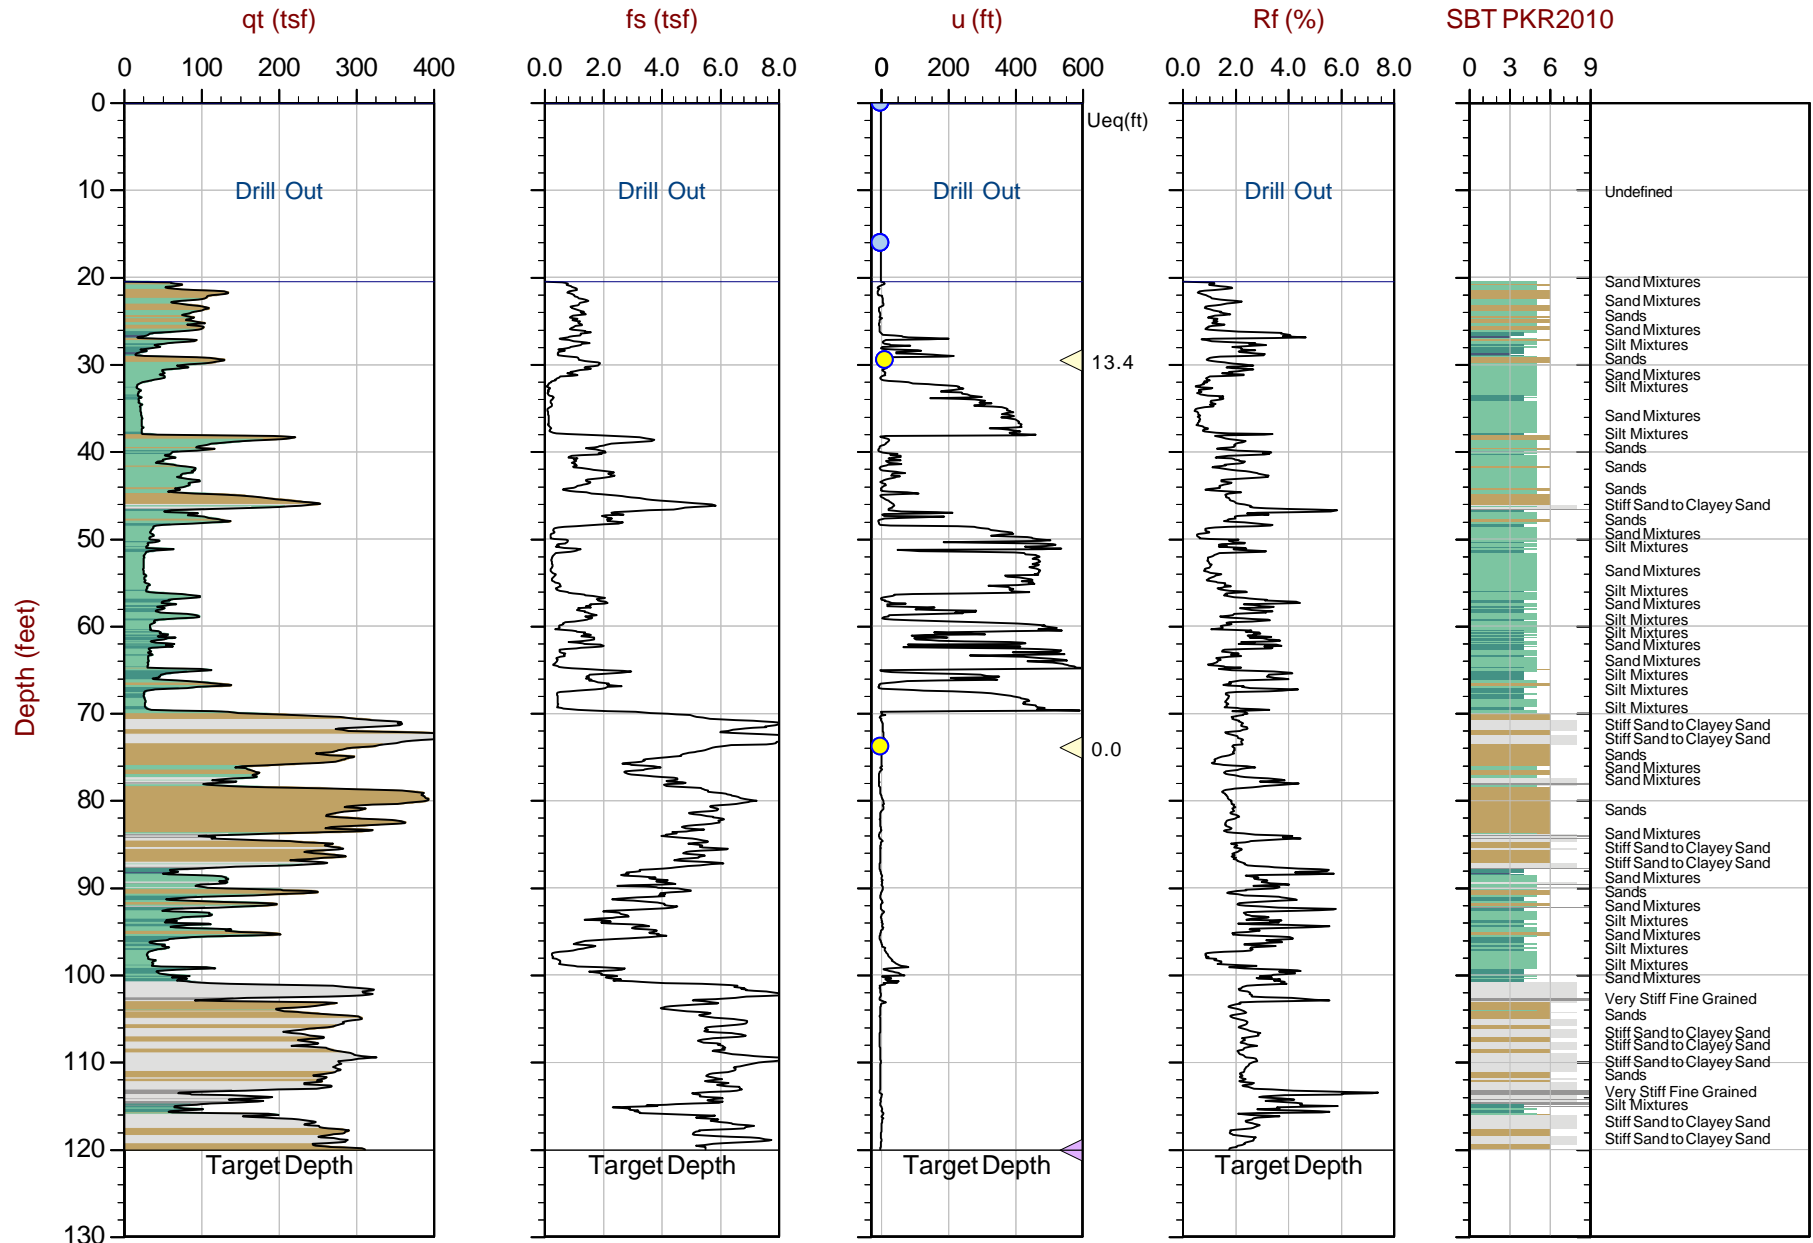 qt (tsf) fs (tsf) u (ft) Rf (%) SBT PKR2010
0 100 200 300 400 0.0 2.0 4.0 6.0 8.0 0 200 400 600 0.0 2.0 4.0 6.0 8.0 0 3 6 9
0
Ueq(ft)
10 Drill Out Drill Out Drill Out Drill Out Undefined
20
Sand Mixtures
Sand Mixtures
Sands
Sand Mixtures
Silt Mixtures
Sands
30 13.4
Sand Mixtures
Silt Mixtures
Sand Mixtures
Silt Mixtures
Sands
40
Sands
Sands
Stiff Sand to Clayey Sand
Sands
Sand Mixtures
50
Silt Mixtures
Sand Mixtures
Silt Mixtures
Sand Mixtures
Silt Mixtures
60
Silt Mixtures
Sand Mixtures
Sand Mixtures
Silt Mixtures
Silt Mixtures
Silt Mixtures
Depth (feet)
70
Stiff Sand to Clayey Sand
Stiff Sand to Clayey Sand
0.0
Sands
Sand Mixtures
Sand Mixtures
80
Sands
Sand Mixtures
Stiff Sand to Clayey Sand
Stiff Sand to Clayey Sand
Sand Mixtures
90
Sands
Sand Mixtures
Silt Mixtures
Sand Mixtures
Silt Mixtures
Silt Mixtures
100
Sand Mixtures
Very Stiff Fine Grained
Sands
Stiff Sand to Clayey Sand
Stiff Sand to Clayey Sand
110
Stiff Sand to Clayey Sand
Sands
Very Stiff Fine Grained
Silt Mixtures
Stiff Sand to Clayey Sand
Stiff Sand to Clayey Sand
120
Target Depth Target Depth Target Depth Target Depth
130